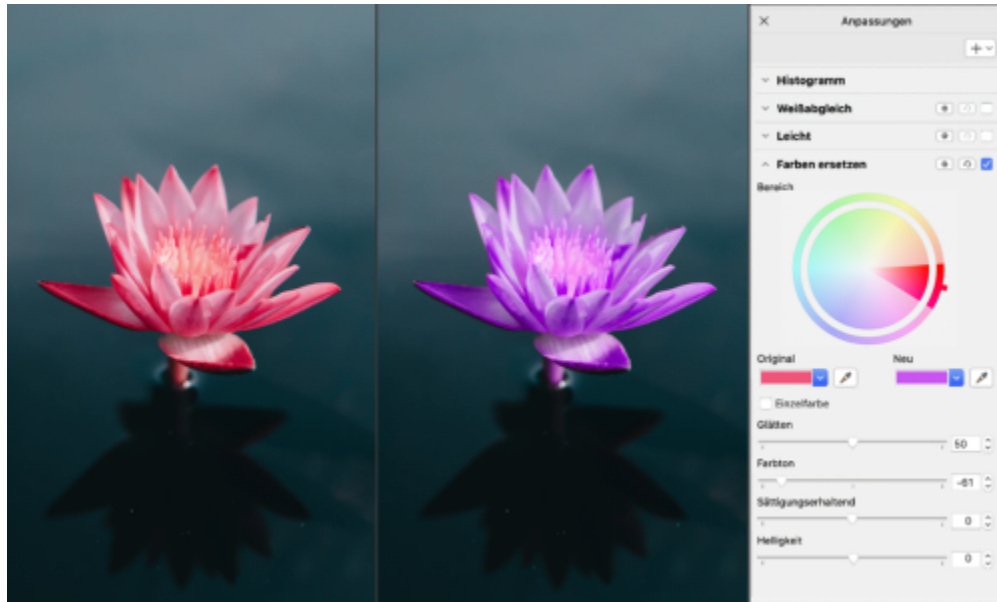 Anpassungen
Histogramm
Weißabgleich
Leicht
Farben ersetzen
Bereich
Original Neu
Einzelfarbe
Glätten
50
Farbton
-61
Sättigungserhaltend
0
Helligkeit
0